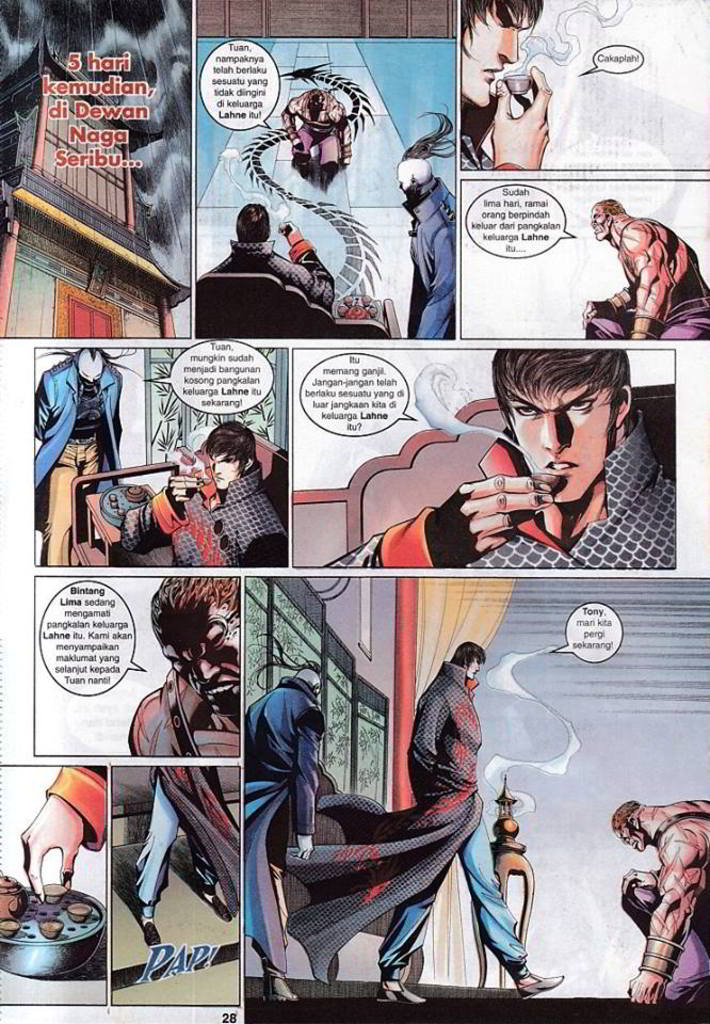 5 hari
kemudian,
di Dewan
Naga
Seribu...
Tuan,
nampaknya
telah berlaku
sesuatu yang
tidak diingini
di keluarga
Lahne itu!
Cakaplah!
Sudah
lima hari, ramai
orang berpindah
keluar dari pangkalan
keluarga Lahne
itu....
Tuan,
mungkin sudah
menjadi bangunan
kosong pangkalan
keluarga Lahne itu
sekarang!
Itu
memang ganjil.
Jangan-jangan telah
berlaku sesuatu yang di
luar jangkaan kita di
keluarga Lahne
itu?
Bintang
Lima sedang
mengamati
pangkalan keluarga
Lahne itu. Kami akan
menyampaikan
maklumat yang
selanjut kepada
Tuan nanti!
Tony,
mari kita
pergi
sekarang!
PAP!
28